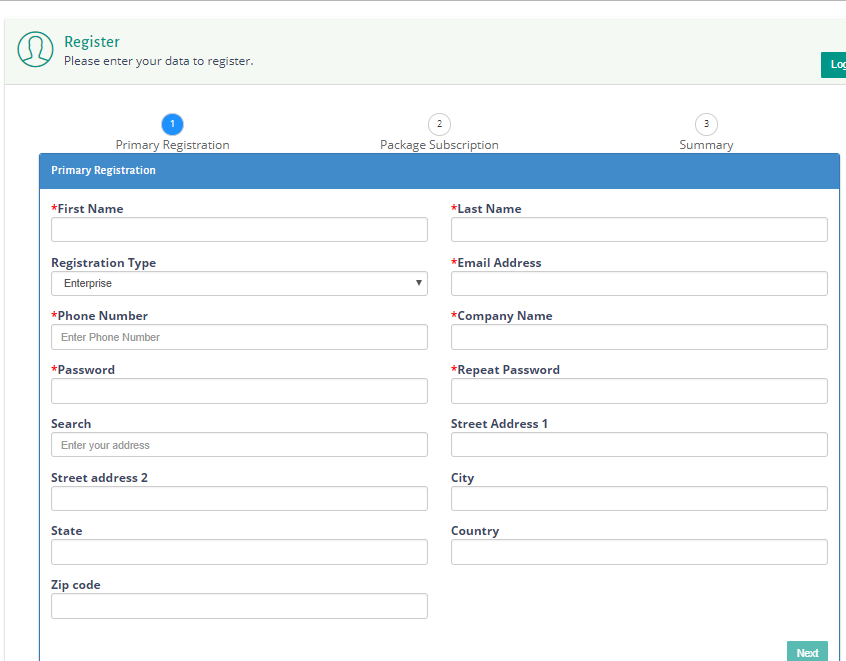 Register
Please enter your data to register.
1
2
3
Primary Registration
Package Subscription
Summary
Primary Registration
*First Name
*Last Name
Registration Type
*Email Address
Enterprise
*Phone Number
*Company Name
Enter Phone Number
*Password
*Repeat Password
Search
Street Address 1
Enter your address
Street address 2
City
State
Country
Zip code
Next